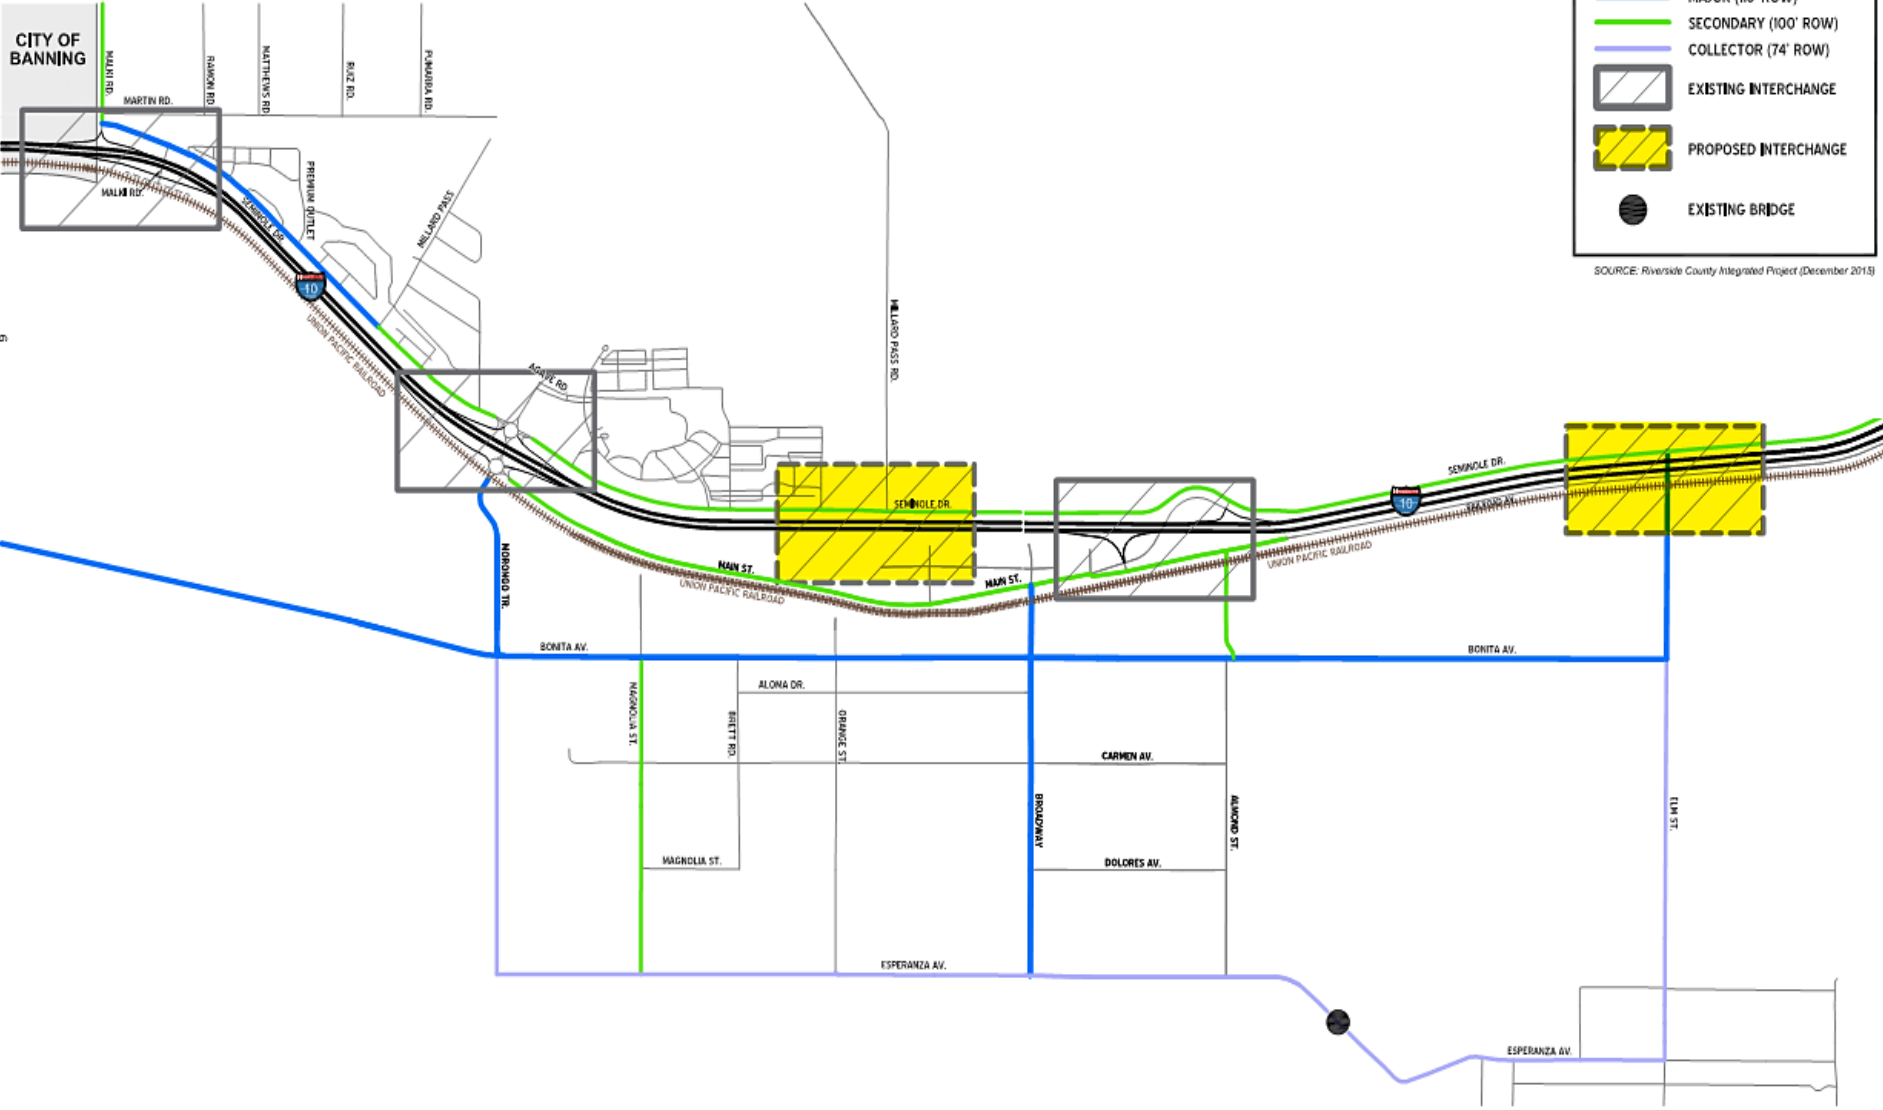 CITY OF
BANNING
MALKI RD.
RAMON RD
MATTHEWS RD
RUIZ RD.
PUMARRA RD.
MARTIN RD.
MALKI RD.
PREMIUM OUTLET
SEMINOLE DR.
MILLARD PASS
10
UNION PACIFIC RAILROAD
AGAVE RD
MILLARD PASS RD.
SEMINOLE DR.
MAIN ST.
UNION PACIFIC RAILROAD
MAIN ST.
SEMINOLE DR.
10
UNION PACIFIC RAILROAD
MORONGO TR.
BONITA AV.
BONITA AV.
MAGNOLIA ST.
BRETT RD.
ALOMA DR.
ORANGE ST.
CARMEN AV.
BROADWAY
ALMOND ST.
ELM ST.
MAGNOLIA ST.
DOLORES AV.
ESPERANZA AV.
ESPERANZA AV.
SECONDARY (100' ROW)
COLLECTOR (74' ROW)
EXISTING INTERCHANGE
PROPOSED INTERCHANGE
EXISTING BRIDGE
SOURCE: Riverside County Integrated Project (December 2015)